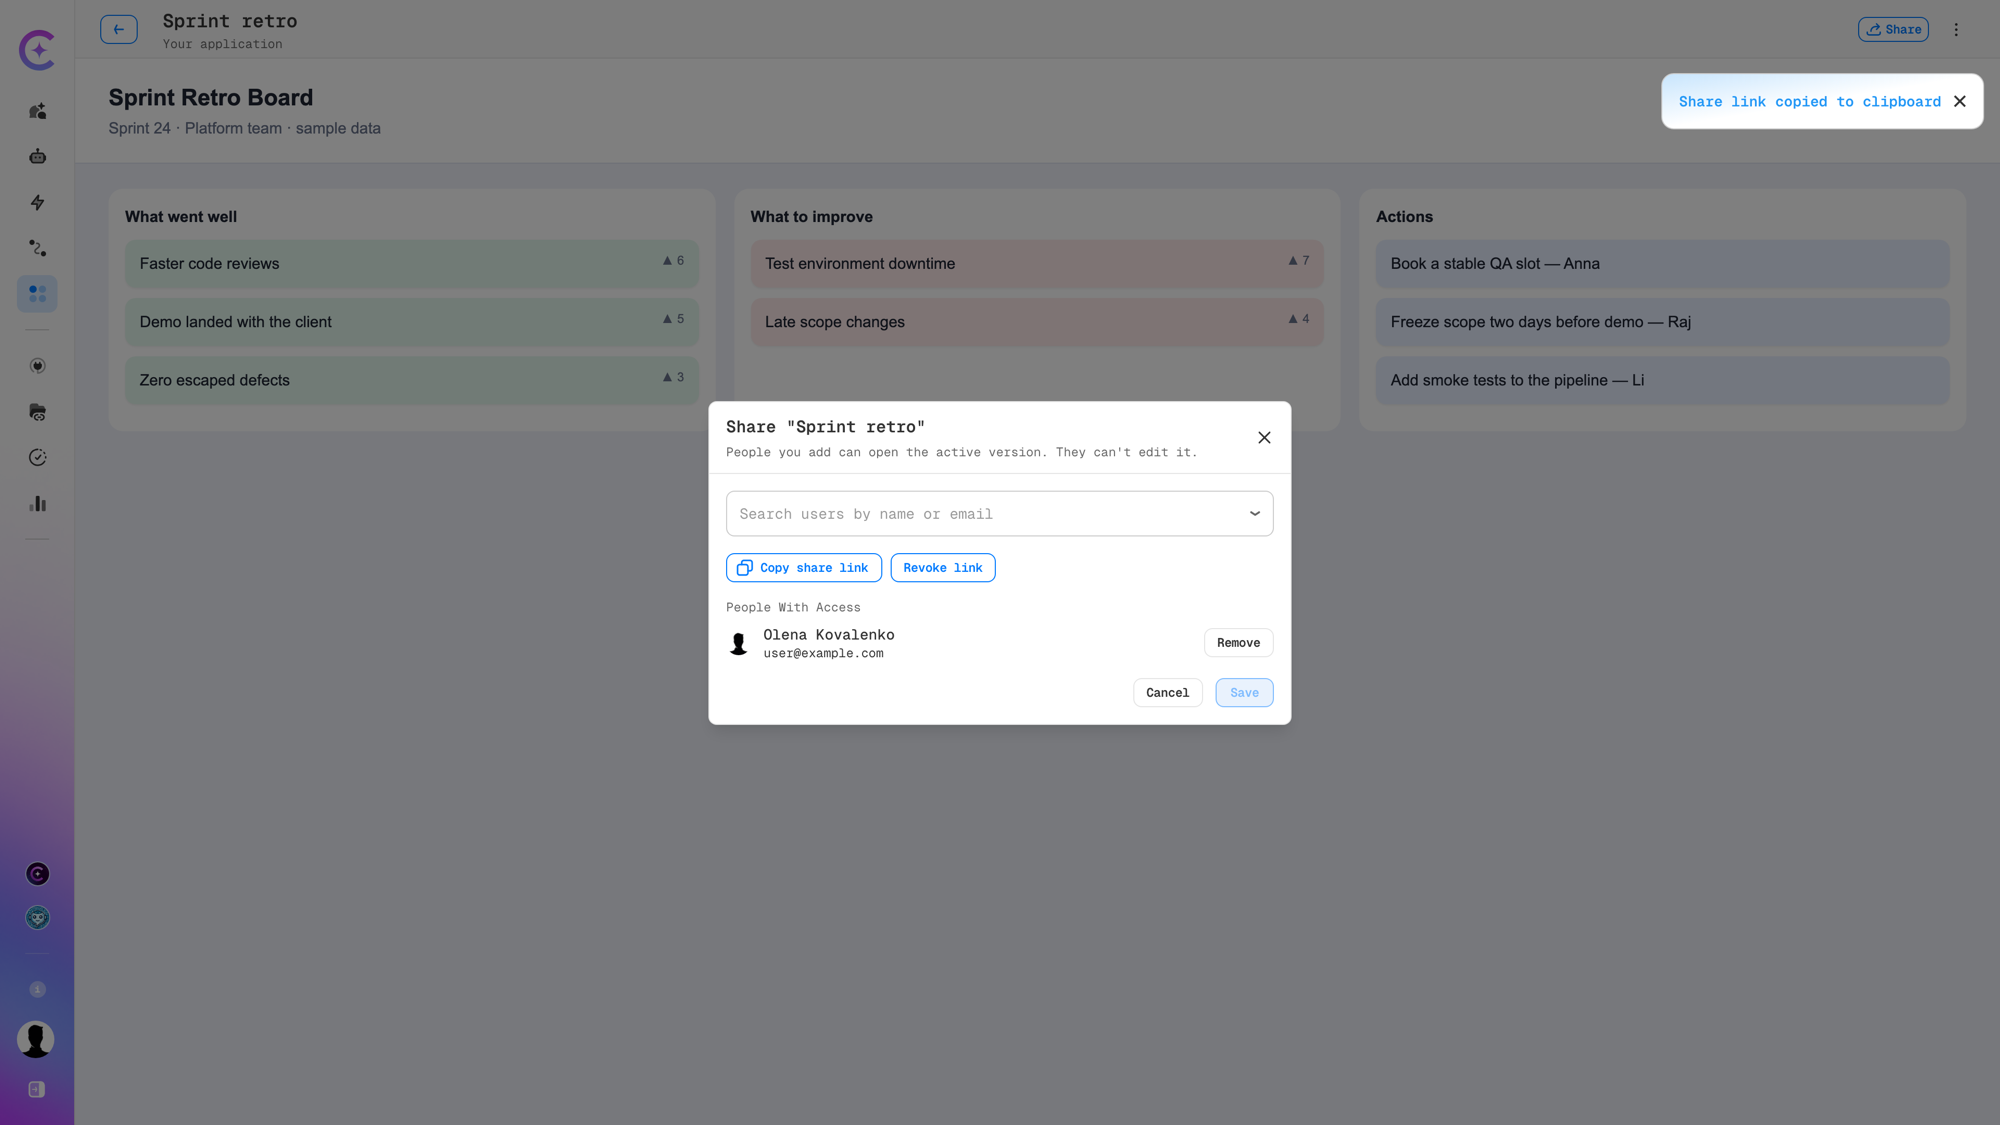 Sprint retro
Your application
Share
Share link copied to clipboard
Sprint Retro Board
Sprint 24 · Platform team · sample data
What went well
Faster code reviews
▲ 6
Demo landed with the client
▲ 5
Zero escaped defects
▲ 3
What to improve
Test environment downtime
▲ 7
Late scope changes
▲ 4
Actions
Book a stable QA slot — Anna
Freeze scope two days before demo — Raj
Add smoke tests to the pipeline — Li
Share "Sprint retro"
People you add can open the active version. They can't edit it.
Search users by name or email
Copy share link
Revoke link
People With Access
Olena Kovalenko
user@example.com
Remove
Cancel
Save